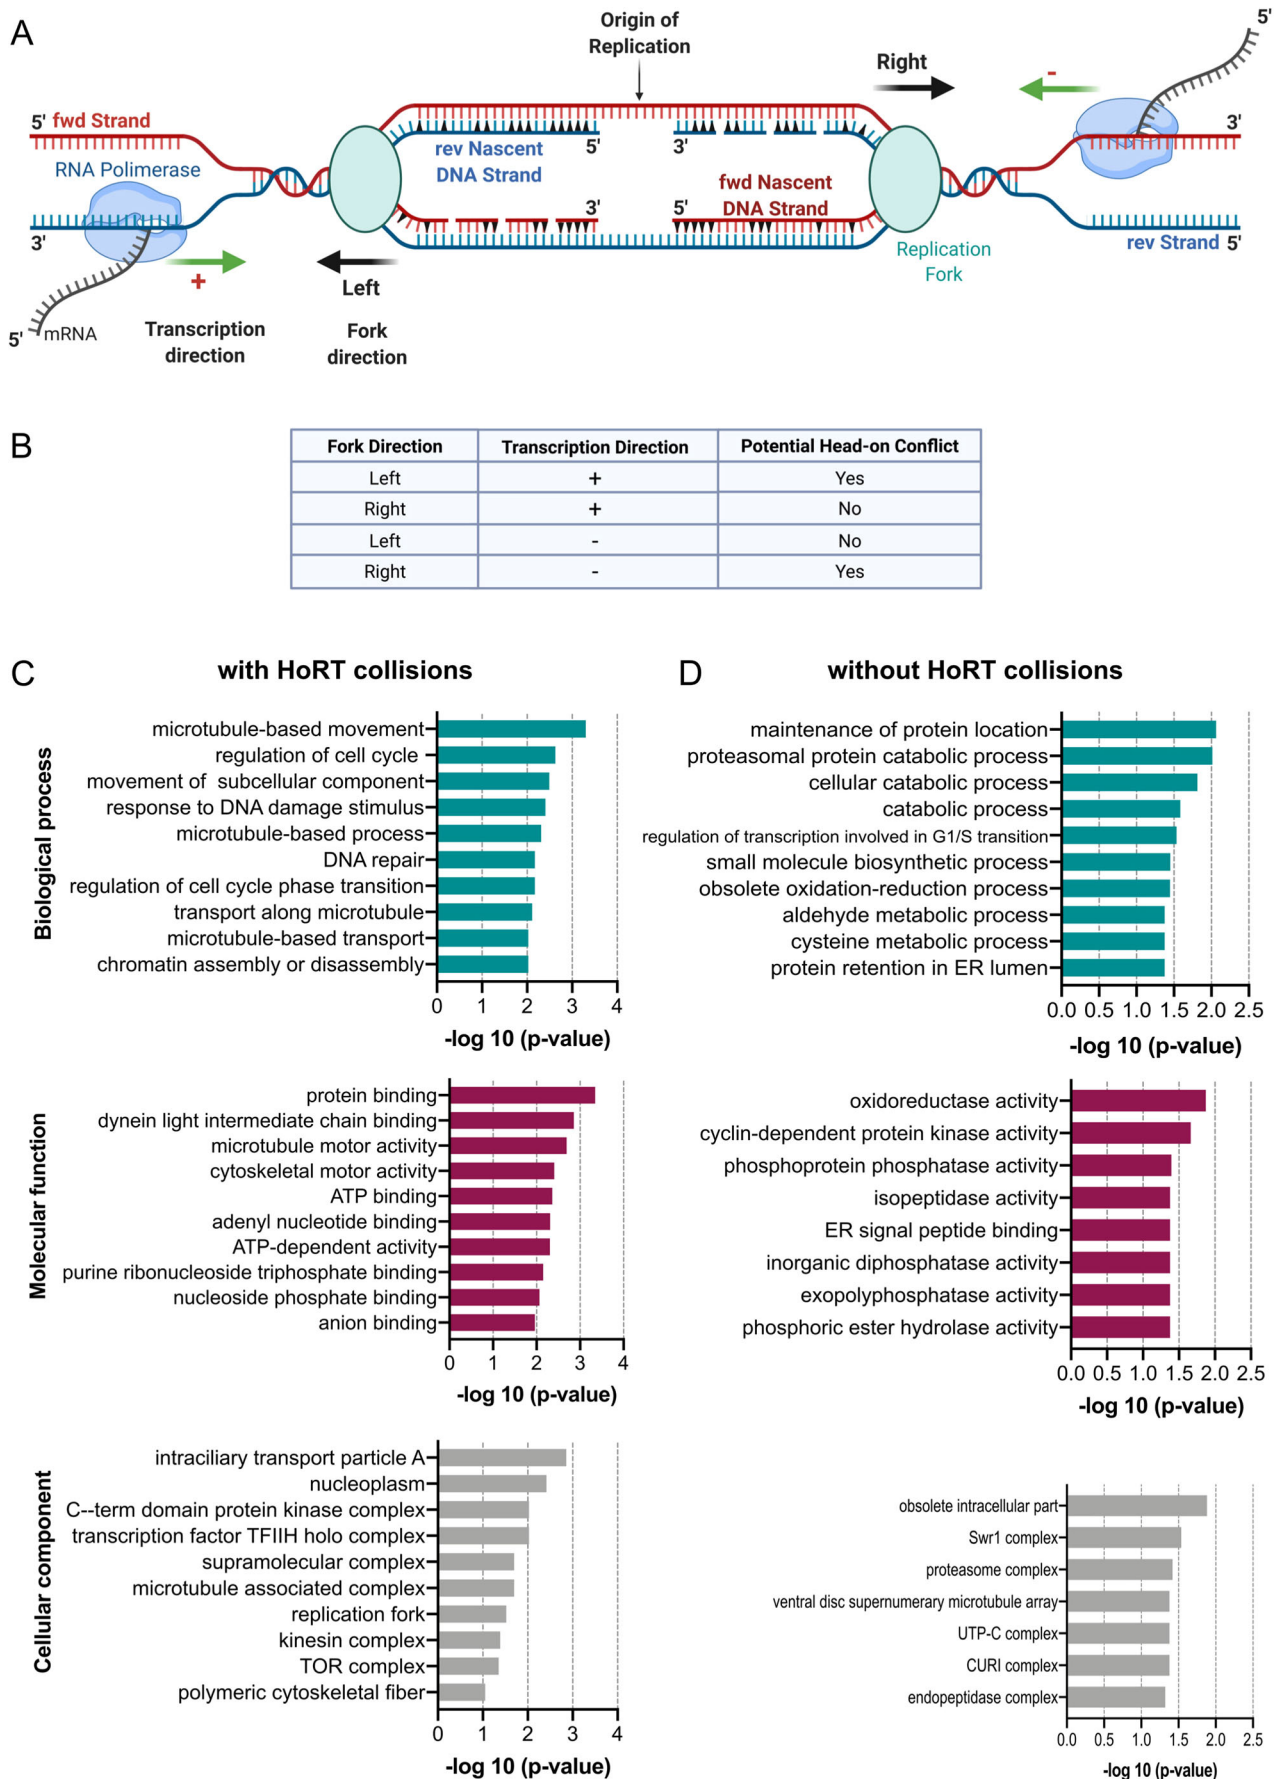 A
Origin of
Replication
5'
Right
-
5' fwd Strand
3'
RNA Polimerase
rev Nascent
DNA Strand
5'
3'
fwd Nascent
DNA Strand
3'
5'
3'
Replication
Fork
rev Strand 5'
+
Left
5'
mRNA
Transcription
direction
Fork
direction
B
Fork Direction Transcription Direction Potential Head-on Conflict
Left + Yes
Right + No
Left - No
Right - Yes
C
with HoRT collisions
Biological process
microtubule-based movement
regulation of cell cycle
movement of subcellular component
response to DNA damage stimulus
microtubule-based process
DNA repair
regulation of cell cycle phase transition
transport along microtubule
microtubule-based transport
chromatin assembly or disassembly
0 1 2 3 4
-log 10 (p-value)
Molecular function
protein binding
dynein light intermediate chain binding
microtubule motor activity
cytoskeletal motor activity
ATP binding
adenyl nucleotide binding
ATP-dependent activity
purine ribonucleoside triphosphate binding
nucleoside phosphate binding
anion binding
0 1 2 3 4
-log 10 (p-value)
Cellular component
intraciliary transport particle A
nucleoplasm
C--term domain protein kinase complex
transcription factor TFIIH holo complex
supramolecular complex
microtubule associated complex
replication fork
kinesin complex
TOR complex
polymeric cytoskeletal fiber
0 1 2 3 4
-log 10 (p-value)
D
without HoRT collisions
maintenance of protein location
proteasomal protein catabolic process
cellular catabolic process
catabolic process
regulation of transcription involved in G1/S transition
small molecule biosynthetic process
obsolete oxidation-reduction process
aldehyde metabolic process
cysteine metabolic process
protein retention in ER lumen
0.0 0.5 1.0 1.5 2.0 2.5
-log 10 (p-value)
oxidoreductase activity
cyclin-dependent protein kinase activity
phosphoprotein phosphatase activity
isopeptidase activity
ER signal peptide binding
inorganic diphosphatase activity
exopolyphosphatase activity
phosphoric ester hydrolase activity
0.0 0.5 1.0 1.5 2.0 2.5
-log 10 (p-value)
obsolete intracellular part
Swr1 complex
proteasome complex
ventral disc supernumerary microtubule array
UTP-C complex
CURI complex
endopeptidase complex
0.0 0.5 1.0 1.5 2.0 2.5
-log 10 (p-value)